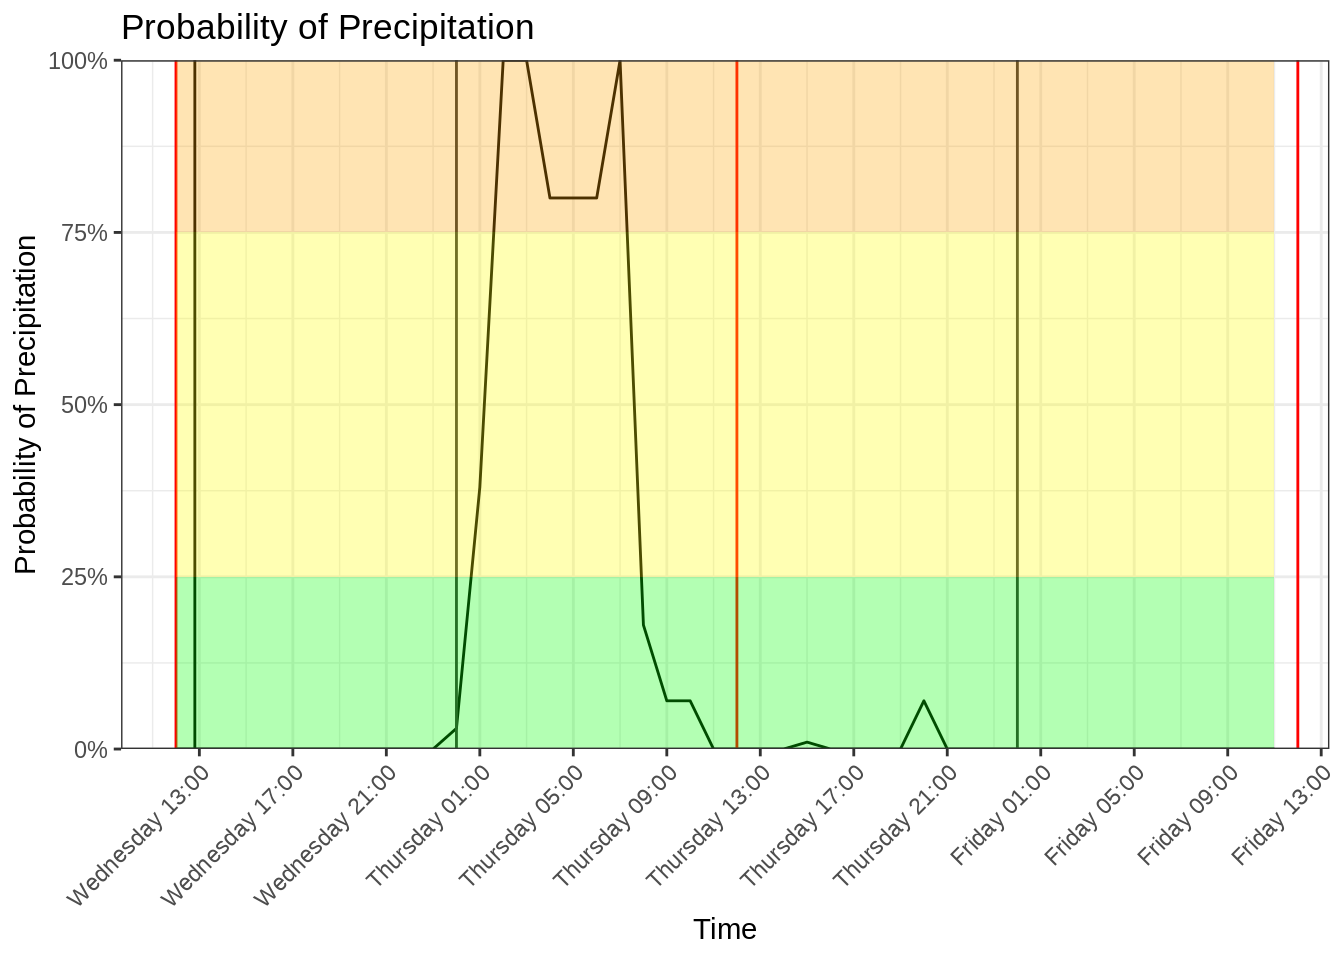 Probability of Precipitation
Probability of Precipitation
100%
75%
50%
25%
0%
Wednesday 13:00
Wednesday 17:00
Wednesday 21:00
Thursday 01:00
Thursday 05:00
Thursday 09:00
Thursday 13:00
Thursday 17:00
Thursday 21:00
Friday 01:00
Friday 05:00
Friday 09:00
Friday 13:00
Time